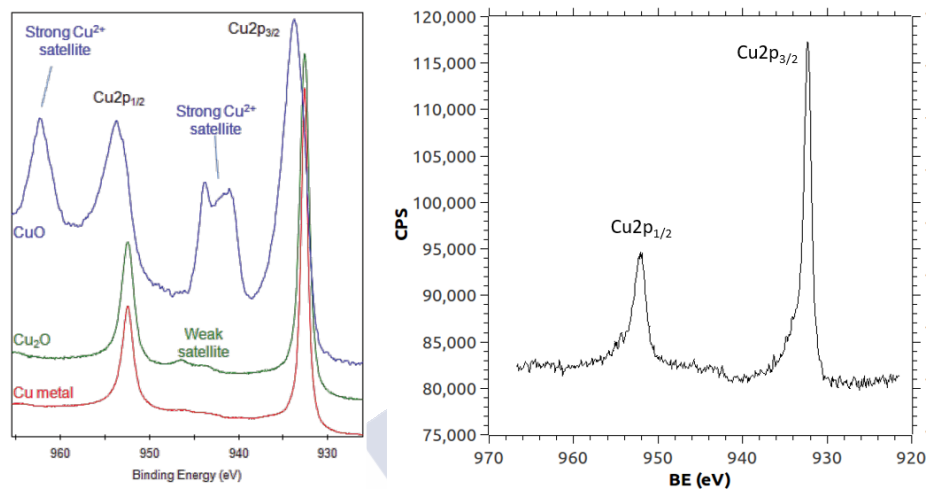 Strong Cu²⁺
satellite
Cu2p₁/₂
Cu2p₃/₂
Strong Cu²⁺
satellite
CuO
Cu₂O
Weak
satellite
Cu metal
960
950
940
930
Binding Energy (eV)
120,000
115,000
110,000
105,000
100,000
95,000
90,000
85,000
80,000
75,000
CPS
Cu2p₃/₂
Cu2p₁/₂
970
960
950
940
930
920
BE (eV)